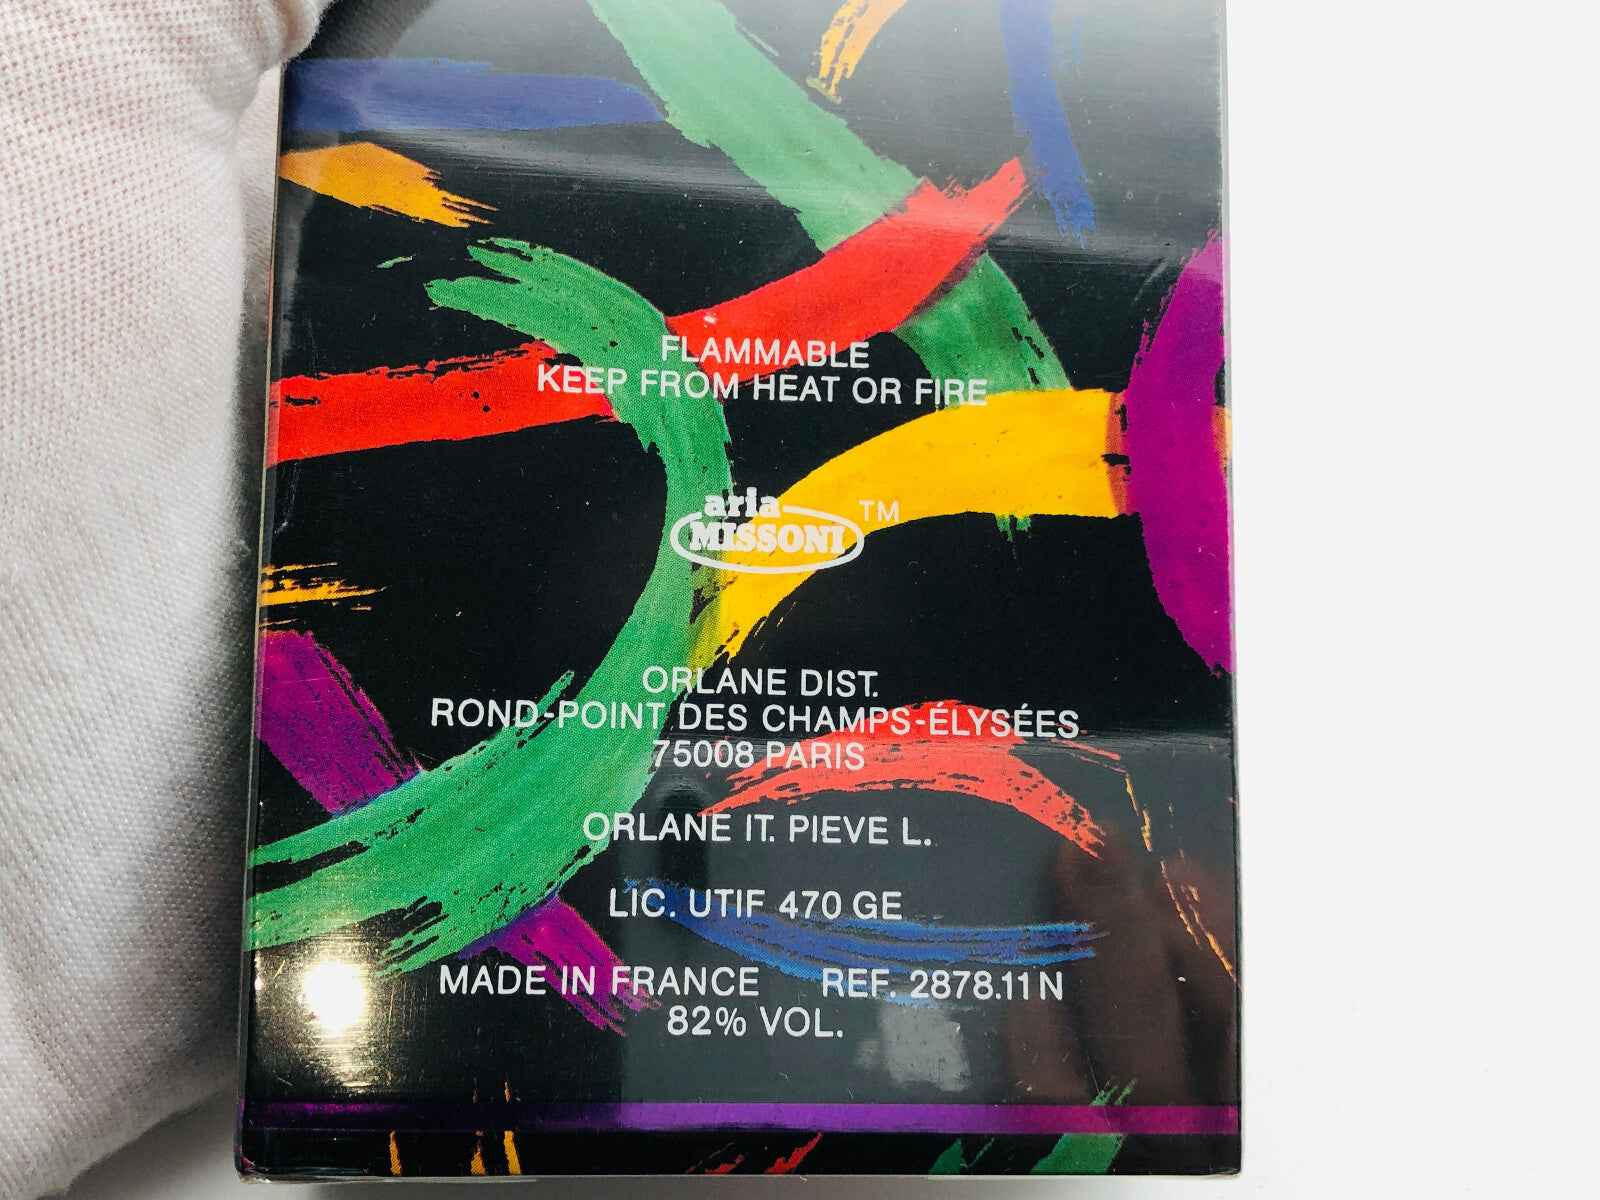 FLAMMABLE
KEEP FROM HEAT OR FIRE
aria
MISSONI TM
ORLANE DIST.
ROND-POINT DES CHAMPS-ÉLYSÉES
75008 PARIS
ORLANE IT. PIEVE L.
LIC. UTIF 470 GE
MADE IN FRANCE REF. 2878.11N
82% VOL.